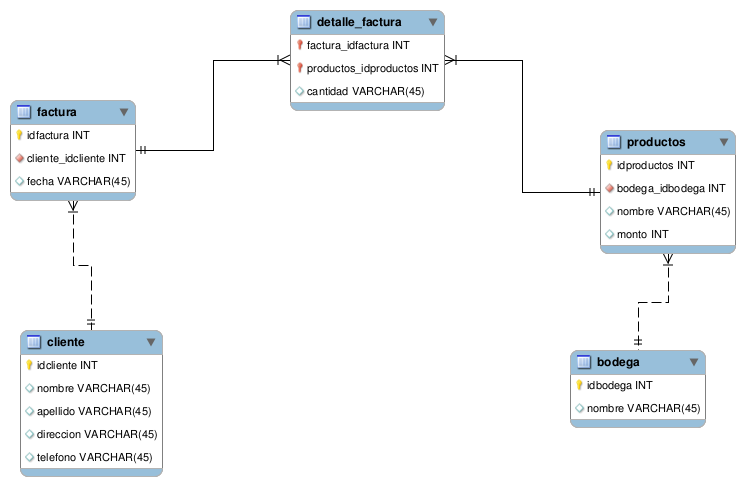 detalle_factura
factura_idfactura INT
productos_idproductos INT
cantidad VARCHAR(45)
factura
idfactura INT
cliente_idcliente INT
fecha VARCHAR(45)
productos
idproductos INT
bodega_idbodega INT
nombre VARCHAR(45)
monto INT
cliente
idcliente INT
nombre VARCHAR(45)
apellido VARCHAR(45)
direccion VARCHAR(45)
telefono VARCHAR(45)
bodega
idbodega INT
nombre VARCHAR(45)